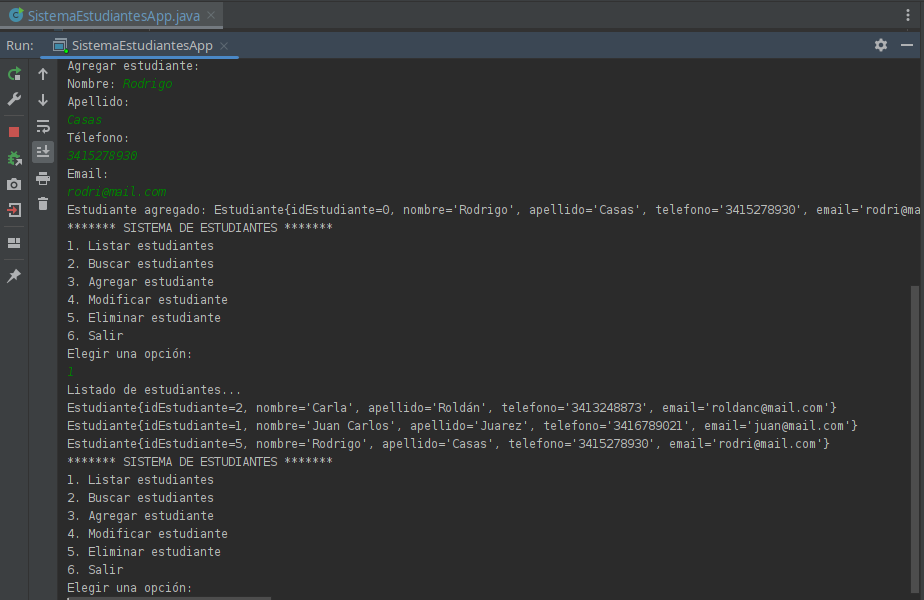 SistemaEstudiantesApp.java
Run: SistemaEstudiantesApp
Agregar estudiante:
Nombre: Rodrigo
Apellido:
Casas
Télefono:
3415278930
Email:
rodri@mail.com
Estudiante agregado: Estudiante{idEstudiante=0, nombre='Rodrigo', apellido='Casas', telefono='3415278930', email='rodri@ma
******* SISTEMA DE ESTUDIANTES *******
1. Listar estudiantes
2. Buscar estudiantes
3. Agregar estudiante
4. Modificar estudiante
5. Eliminar estudiante
6. Salir
Elegir una opción:
1
Listado de estudiantes...
Estudiante{idEstudiante=2, nombre='Carla', apellido='Roldán', telefono='3413248873', email='roldanc@mail.com'}
Estudiante{idEstudiante=1, nombre='Juan Carlos', apellido='Juarez', telefono='3416789021', email='juan@mail.com'}
Estudiante{idEstudiante=5, nombre='Rodrigo', apellido='Casas', telefono='3415278930', email='rodri@mail.com'}
******* SISTEMA DE ESTUDIANTES *******
1. Listar estudiantes
2. Buscar estudiantes
3. Agregar estudiante
4. Modificar estudiante
5. Eliminar estudiante
6. Salir
Elegir una opción: